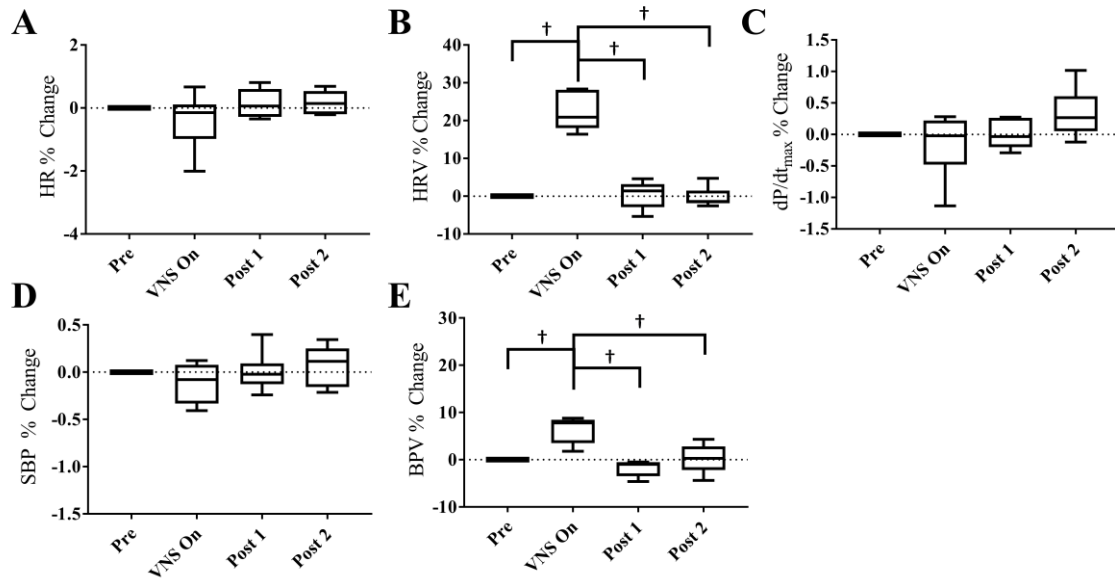 A
HR % Change
2
0
-2
-4
Pre
VNS On
Post 1
Post 2
B
HRV % Change
40
30
20
10
0
-10
†
†
†
Pre
VNS On
Post 1
Post 2
C
dP/dtmax % Change
1.5
1.0
0.5
0.0
-0.5
-1.0
-1.5
Pre
VNS On
Post 1
Post 2
D
SBP % Change
0.5
0.0
-0.5
-1.0
-1.5
Pre
VNS On
Post 1
Post 2
E
BPV % Change
30
20
10
0
-10
†
†
†
Pre
VNS On
Post 1
Post 2